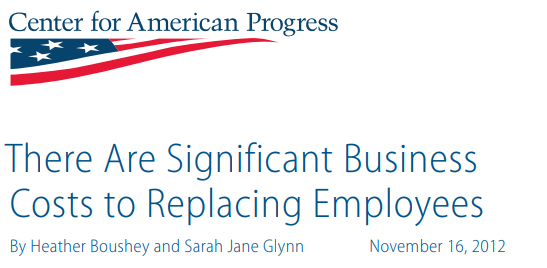 Center for American Progress
There Are Significant Business
Costs to Replacing Employees
By Heather Boushey and Sarah Jane Glynn November 16, 2012